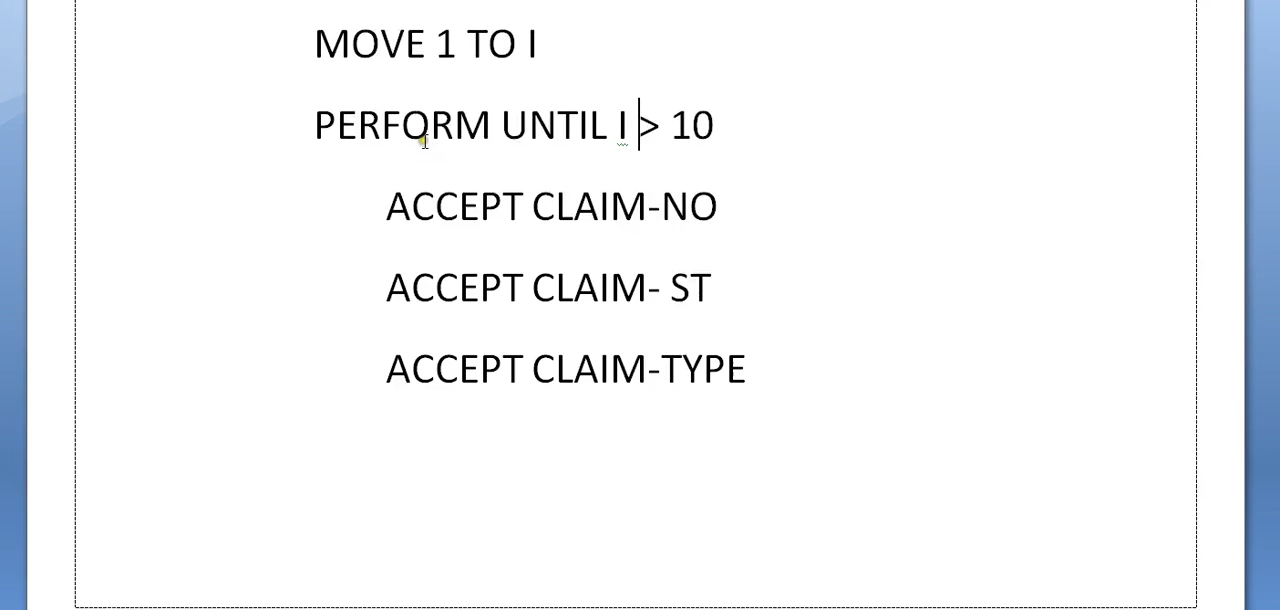 MOVE 1 TO I
PERFORM UNTIL I > 10
ACCEPT CLAIM-NO
ACCEPT CLAIM- ST
ACCEPT CLAIM-TYPE